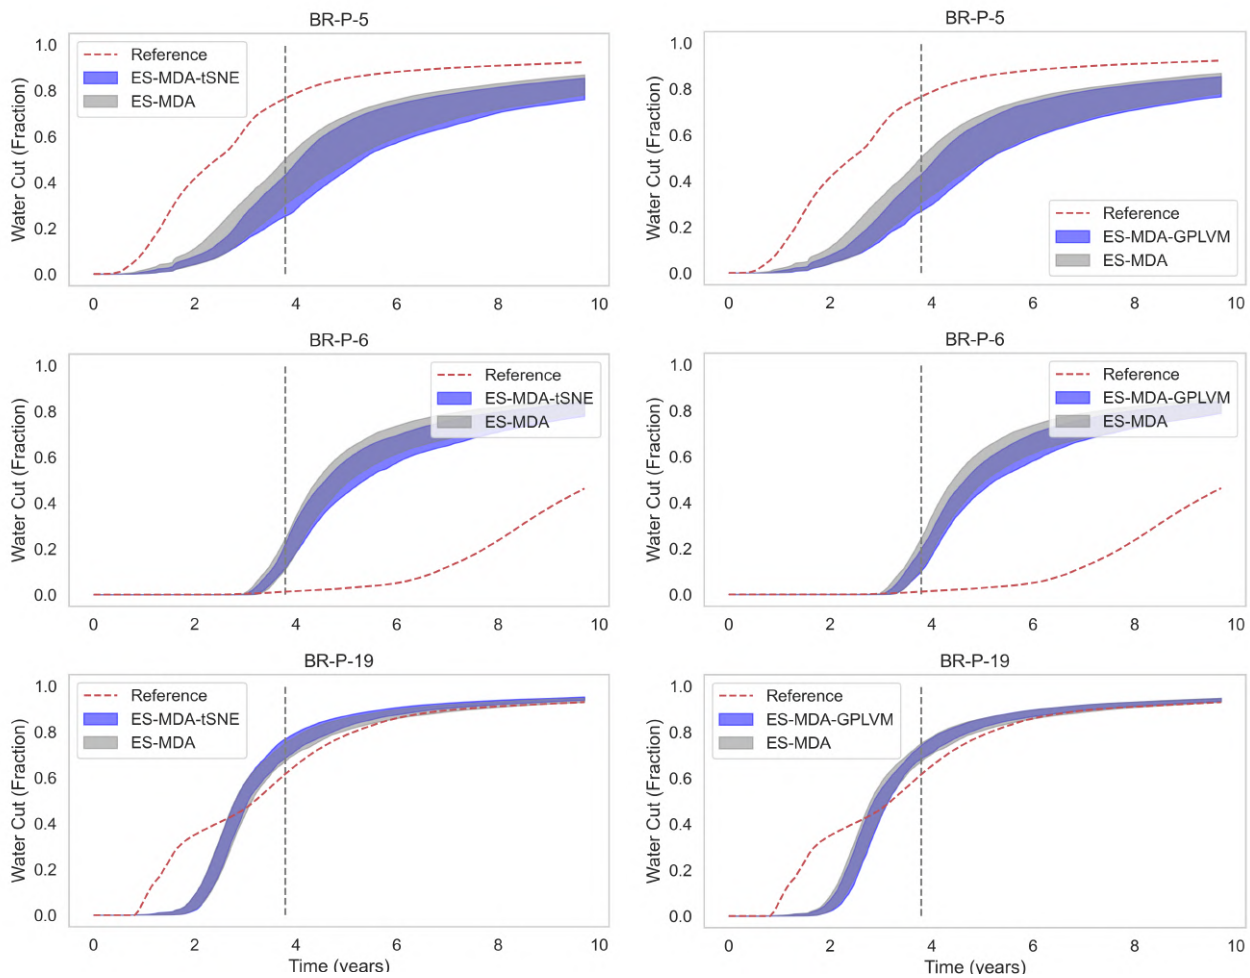 BR-P-5
Water Cut (Fraction)
1.0
0.8
0.6
0.4
0.2
0.0
Reference
ES-MDA-tSNE
ES-MDA
0 2 4 6 8 10
BR-P-5
Water Cut (Fraction)
1.0
0.8
0.6
0.4
0.2
0.0
Reference
ES-MDA-GPLVM
ES-MDA
0 2 4 6 8 10
BR-P-6
Water Cut (Fraction)
1.0
0.8
0.6
0.4
0.2
0.0
Reference
ES-MDA-tSNE
ES-MDA
0 2 4 6 8 10
BR-P-6
Water Cut (Fraction)
1.0
0.8
0.6
0.4
0.2
0.0
Reference
ES-MDA-GPLVM
ES-MDA
0 2 4 6 8 10
BR-P-19
Water Cut (Fraction)
1.0
0.8
0.6
0.4
0.2
0.0
Reference
ES-MDA-tSNE
ES-MDA
0 2 4 6 8 10
Time (years)
BR-P-19
Water Cut (Fraction)
1.0
0.8
0.6
0.4
0.2
0.0
Reference
ES-MDA-GPLVM
ES-MDA
0 2 4 6 8 10
Time (years)